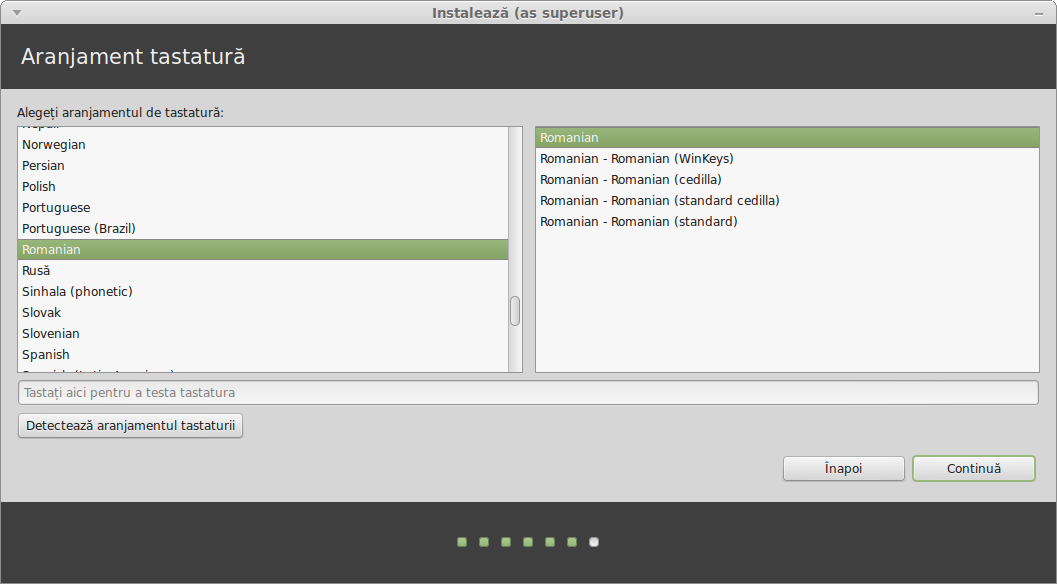 Instalează (as superuser)
Aranjament tastatură
Alegeți aranjamentul de tastatură:
Norwegian
Persian
Polish
Portuguese
Portuguese (Brazil)
Romanian
Rusă
Sinhala (phonetic)
Slovak
Slovenian
Spanish
Romanian
Romanian - Romanian (WinKeys)
Romanian - Romanian (cedilla)
Romanian - Romanian (standard cedilla)
Romanian - Romanian (standard)
Tastați aici pentru a testa tastatura
Detectează aranjamentul tastaturii
Înapoi
Continuă